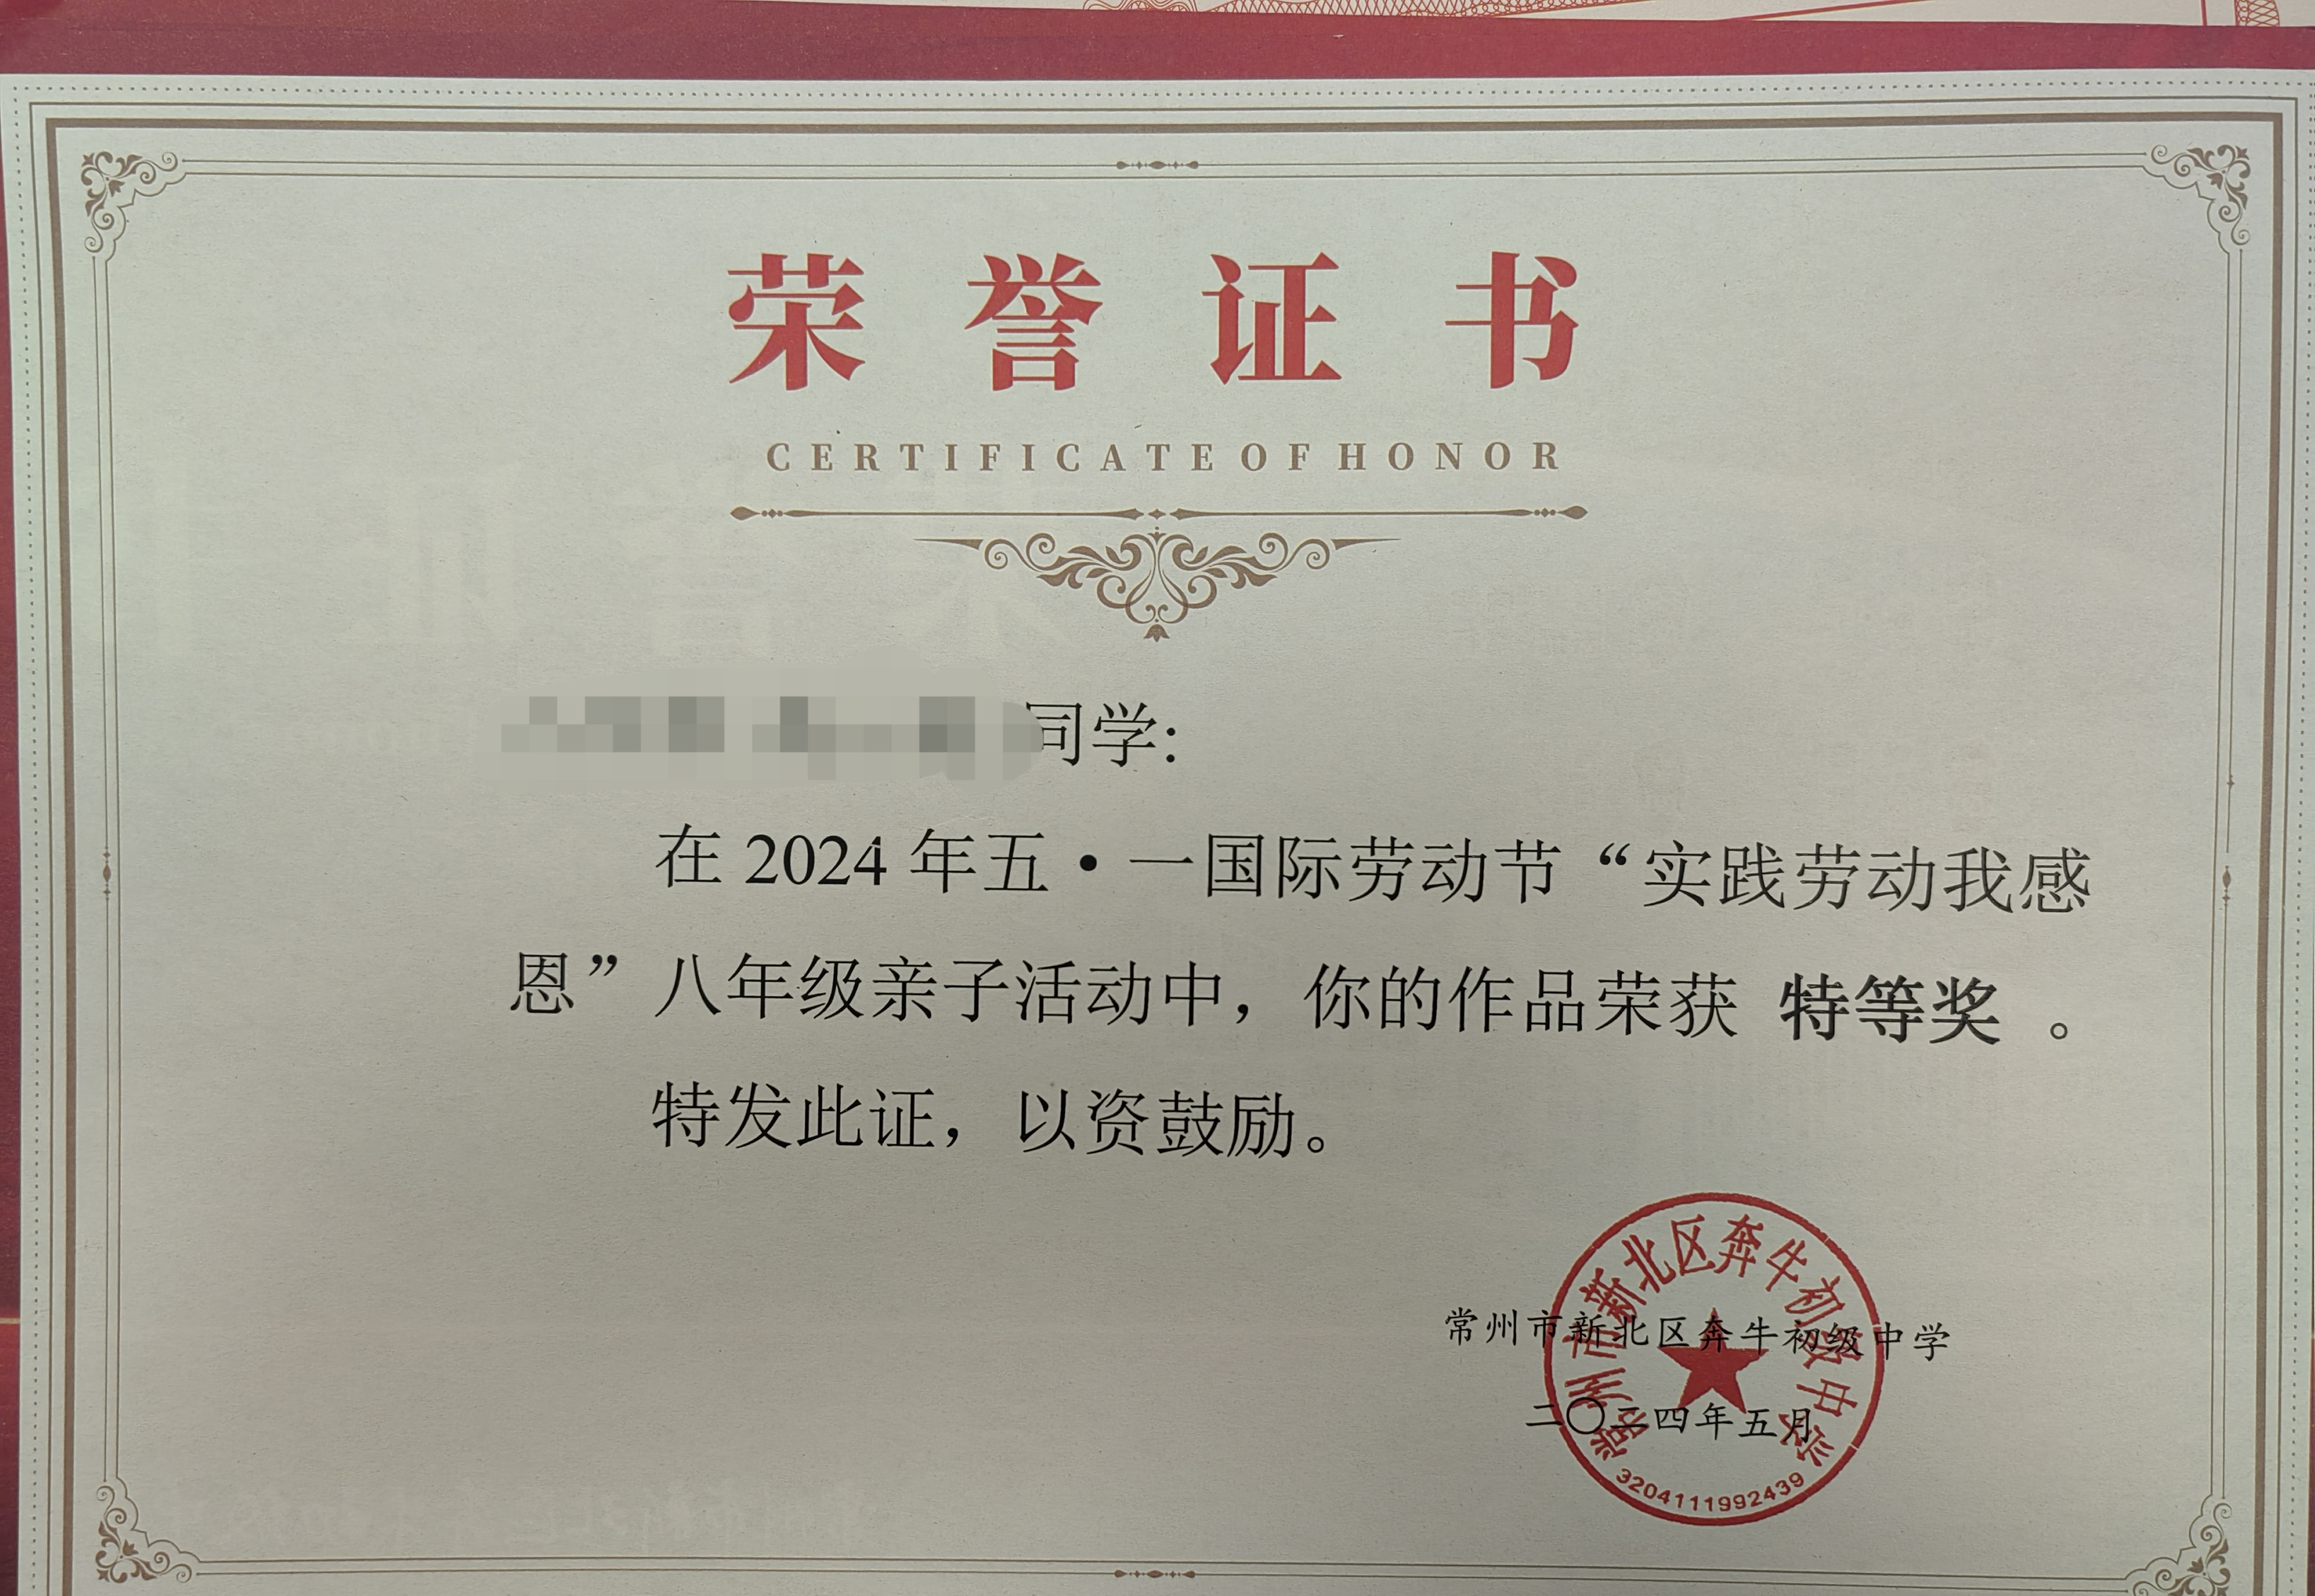 荣誉证书
CERTIFICATE OF HONOR
同学:
在 2024 年五·一国际劳动节“实践劳动我感
恩”八年级亲子活动中，你的作品荣获 特等奖 。
特发此证，以资鼓励。
常州市新北区奔牛初级中学
二〇二四年五月
常州市新北区奔牛初级中学
3204111992439